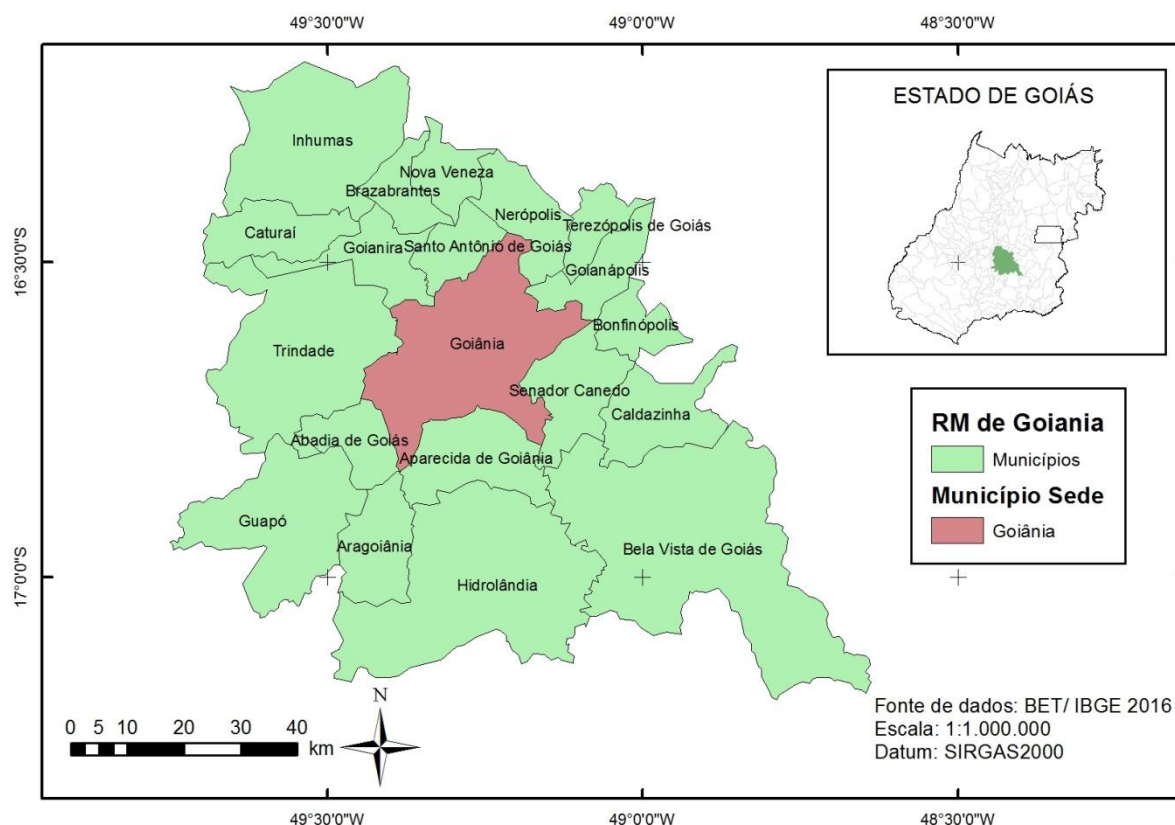 49°30'0"W
49°0'0"W
48°30'0"W
ESTADO DE GOIÁS
Inhumas
Nova Veneza
Brazabrantes
Nerópolis
Terezópolis de Goiás
Caturaí
Goianira
Santo Antônio de Goiás
Goianápolis
16°30'0"S
Bonfinópolis
Trindade
Goiânia
Senador Canedo
Caldazinha
Abadia de Goiás
Aparecida de Goiânia
Guapó
Aragoiânia
Hidrolândia
Bela Vista de Goiás
17°0'0"S
RM de Goiania
Municípios
Município Sede
Goiânia
N
0 5 10 20 30 40
km
Fonte de dados: BET/ IBGE 2016
Escala: 1:1.000.000
Datum: SIRGAS2000
49°30'0"W
49°0'0"W
48°30'0"W